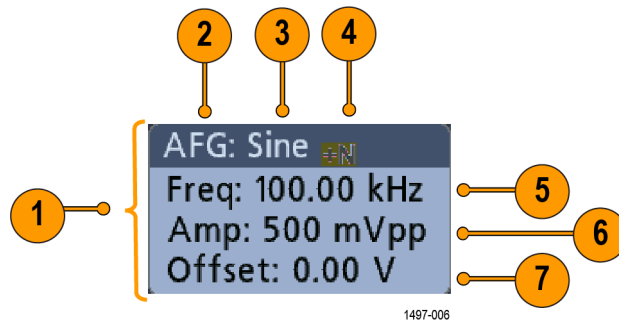 2 3 4
AFG: Sine +N
1
Freq: 100.00 kHz 5
Amp: 500 mVpp 6
Offset: 0.00 V 7
1497-006